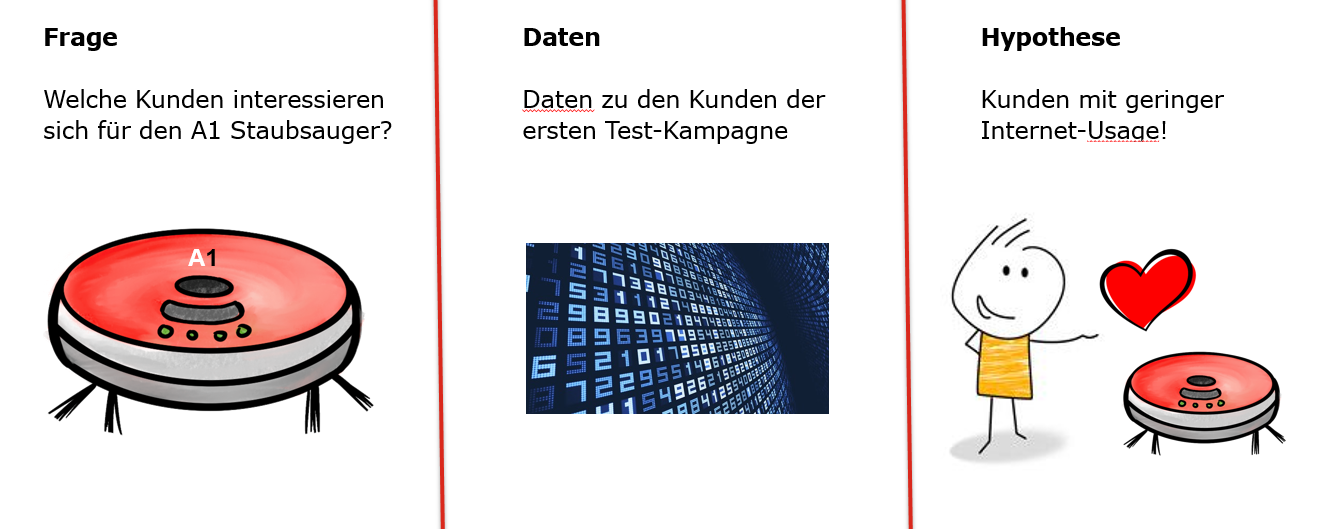 Frage
Welche Kunden interessieren
sich für den A1 Staubsauger?
A1
Daten
Daten zu den Kunden der
ersten Test-Kampagne
Hypothese
Kunden mit geringer
Internet-Usage!